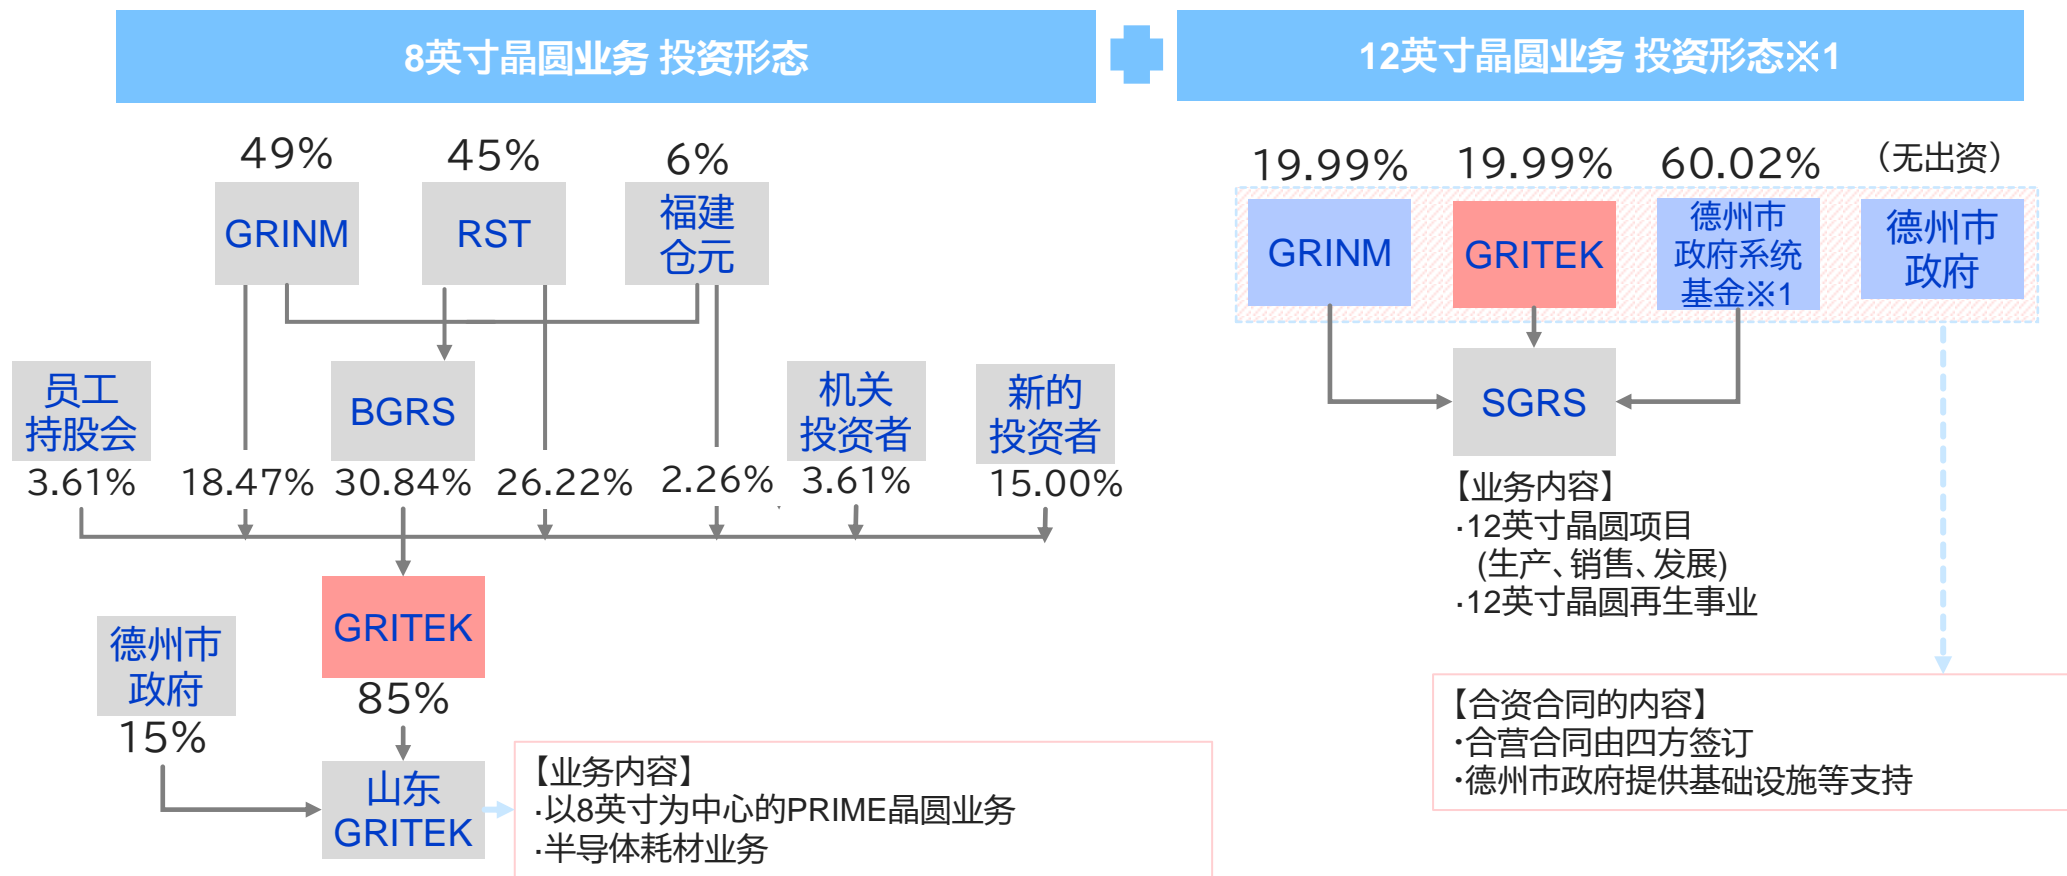 8英寸晶圆业务 投资形态
12英寸晶圆业务 投资形态※1
49%
45%
6%
GRINM
RST
福建
仓元
员工
持股会
BGRS
机关
投资者
新的
投资者
3.61%
18.47%
30.84%
26.22%
2.26%
3.61%
15.00%
GRITEK
85%
德州市
政府
15%
山东
GRITEK
【业务内容】
·以8英寸为中心的PRIME晶圆业务
·半导体耗材业务
19.99%
19.99%
60.02%
（无出资）
GRINM
GRITEK
德州市
政府系统
基金※1
德州市
政府
SGRS
【业务内容】
·12英寸晶圆项目
(生产、销售、发展)
·12英寸晶圆再生事业
【合资合同的内容】
·合营合同由四方签订
·德州市政府提供基础设施等支持